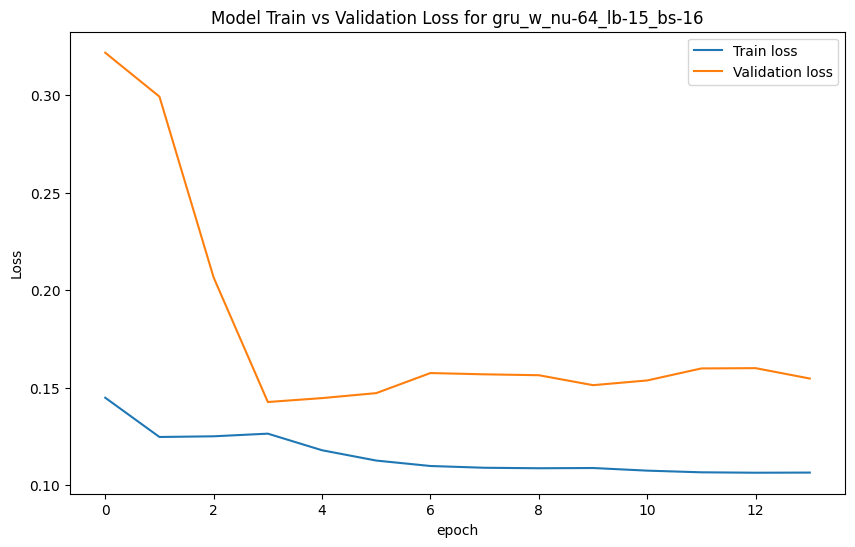 Model Train vs Validation Loss for gru_w_nu-64_lb-15_bs-16
Train loss
Validation loss
0.30
0.25
0.20
0.15
0.10
Loss
0 2 4 6 8 10 12
epoch